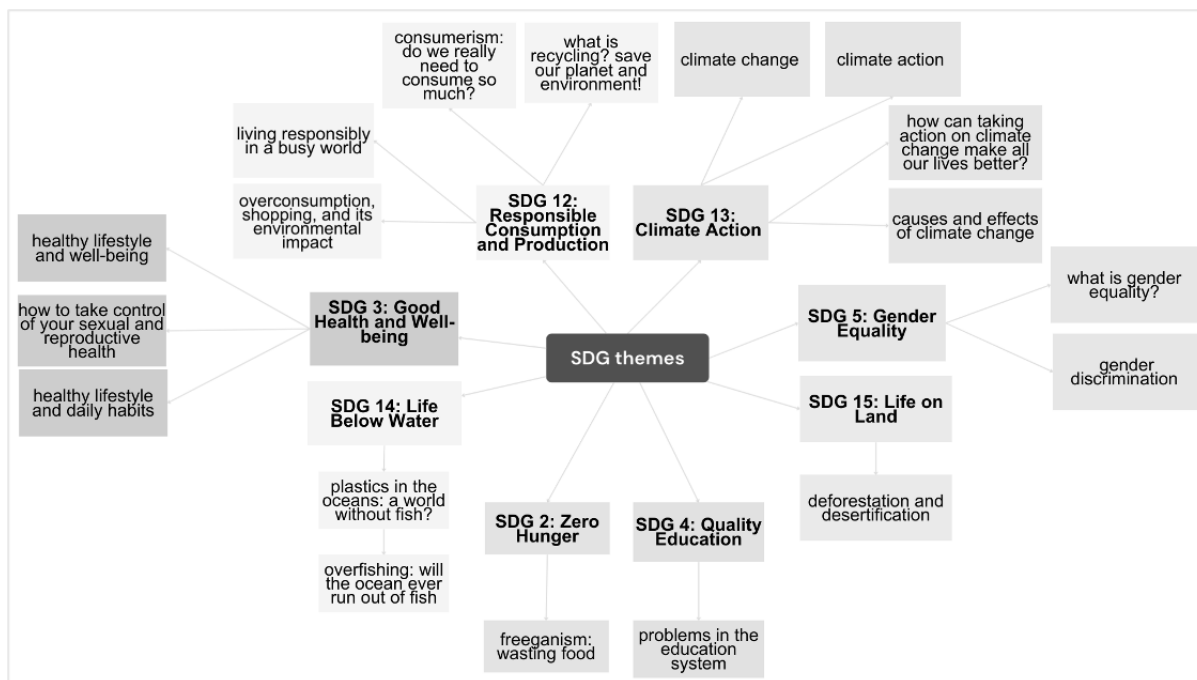 consumerism:
do we really
need to
consume so
much?
what is
recycling? save
our planet and
environment!
climate change
climate action
living responsibly
in a busy world
how can taking
action on climate
change make all
our lives better?
overconsumption,
shopping, and its
environmental
impact
SDG 12:
Responsible
Consumption
and Production
SDG 13:
Climate Action
causes and effects
of climate change
healthy lifestyle
and well-being
what is gender
equality?
how to take control
of your sexual and
reproductive
health
SDG 3: Good
Health and Well-
being
SDG themes
SDG 5: Gender
Equality
gender
discrimination
healthy lifestyle
and daily habits
SDG 14: Life
Below Water
SDG 15: Life on
Land
plastics in the
oceans: a world
without fish?
SDG 2: Zero
Hunger
SDG 4: Quality
Education
deforestation and
desertification
overfishing: will
the ocean ever
run out of fish
freeganism:
wasting food
problems in the
education
system